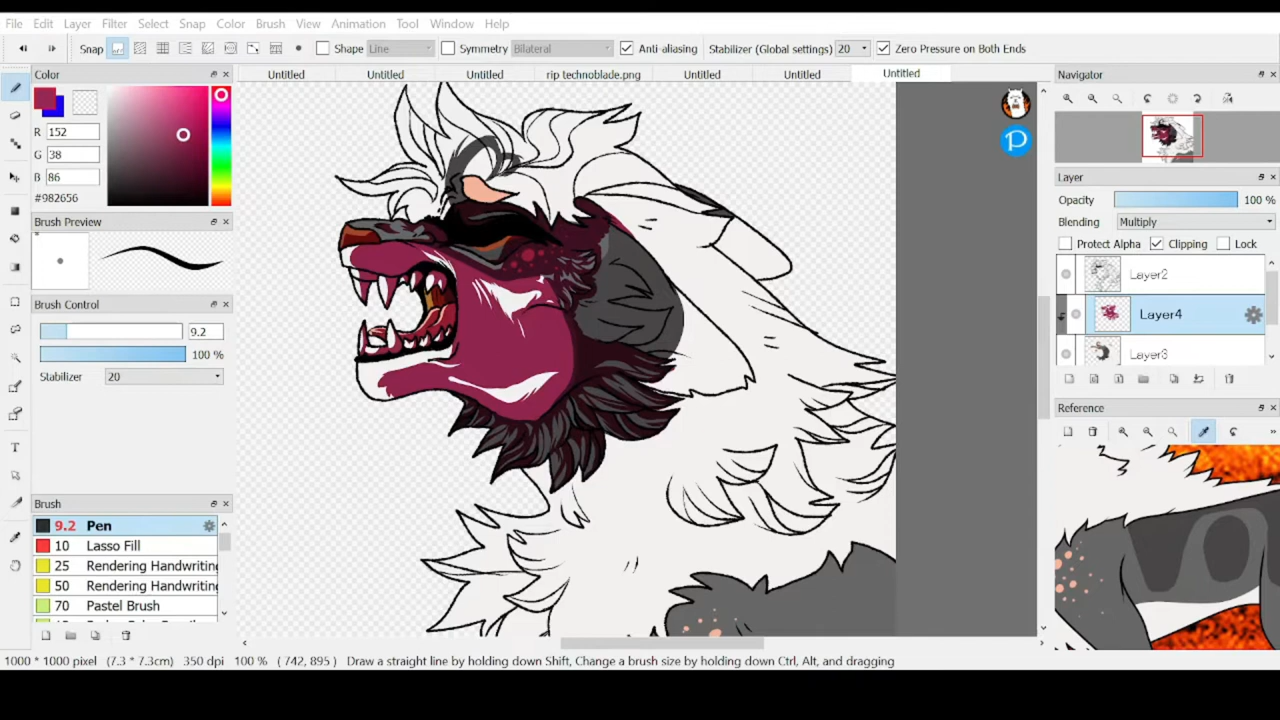 File Edit Layer Filter Select Snap Color Brush View Animation Tool Window Help
Snap Shape Line Symmetry Bilateral Anti-aliasing Stabilizer (Global settings) 20 Zero Pressure on Both Ends
Color
Untitled Untitled Untitled rip technoblade.png Untitled Untitled Untitled
Navigator
R 152
G 38
B 86
#982656
Layer
Opacity 100 %
Brush Preview
Blending Multiply
Protect Alpha Clipping Lock
Layer2
Brush Control
Layer4
9.2
100 %
Layer3
Stabilizer 20
Reference
Brush
9.2 Pen
10 Lasso Fill
25 Rendering Handwriting
50 Rendering Handwriting
70 Pastel Brush
1000 * 1000 pixel (7.3 * 7.3cm) 350 dpi 100 % ( 742, 895 ) Draw a straight line by holding down Shift, Change a brush size by holding down Ctrl, Alt, and dragging